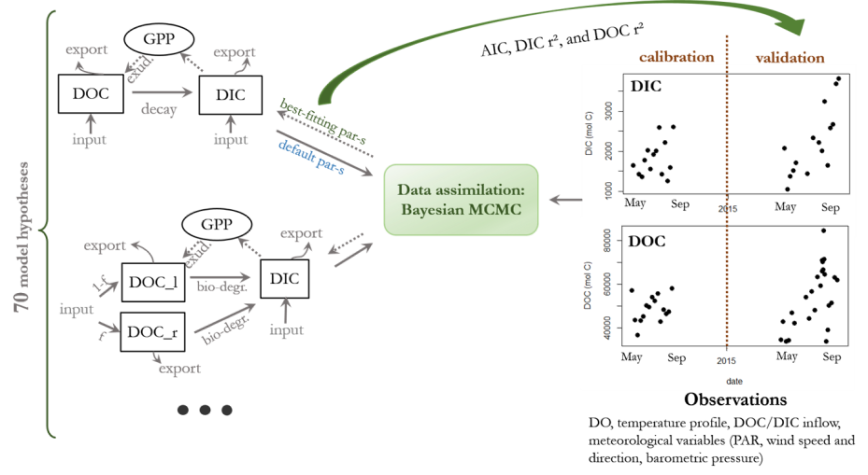 70 model hypotheses
export
GPP
export
exud.
DOC
DIC
decay
input
input
best-fitting par-s
default par-s
AIC, DIC r², and DOC r²
Data assimilation:
Bayesian MCMC
export
GPP
export
exud.
1-f
DOC_l
bio-degr.
DIC
input
f
DOC_r
bio-degr.
input
export
calibration
validation
DIC
DIC (mol C)
1000
2000
3000
May
Sep
2015
May
Sep
DOC
DOC (mol C)
40000
60000
80000
May
Sep
2015
May
Sep
date
Observations
DO, temperature profile, DOC/DIC inflow,
meteorological variables (PAR, wind speed and
direction, barometric pressure)